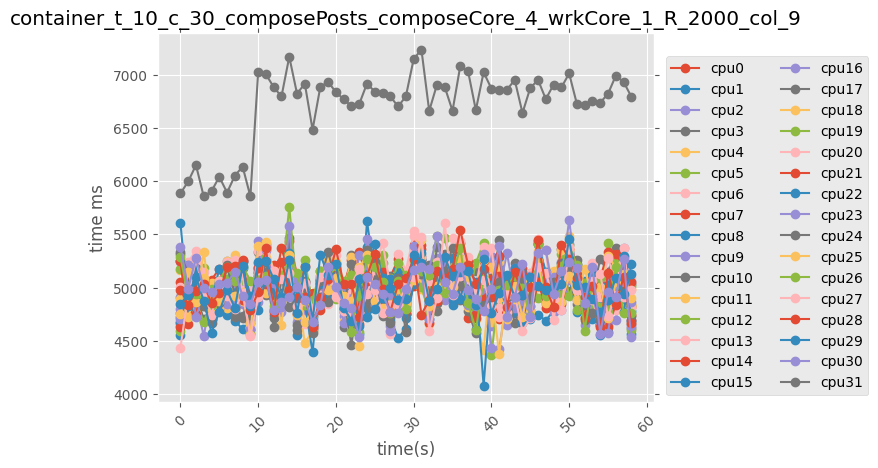 container_t_10_c_30_composePosts_composeCore_4_wrkCore_1_R_2000_col_9
time ms
7000
6500
6000
5500
5000
4500
4000
0
10
20
30
40
50
60
time(s)
cpu0
cpu1
cpu2
cpu3
cpu4
cpu5
cpu6
cpu7
cpu8
cpu9
cpu10
cpu11
cpu12
cpu13
cpu14
cpu15
cpu16
cpu17
cpu18
cpu19
cpu20
cpu21
cpu22
cpu23
cpu24
cpu25
cpu26
cpu27
cpu28
cpu29
cpu30
cpu31